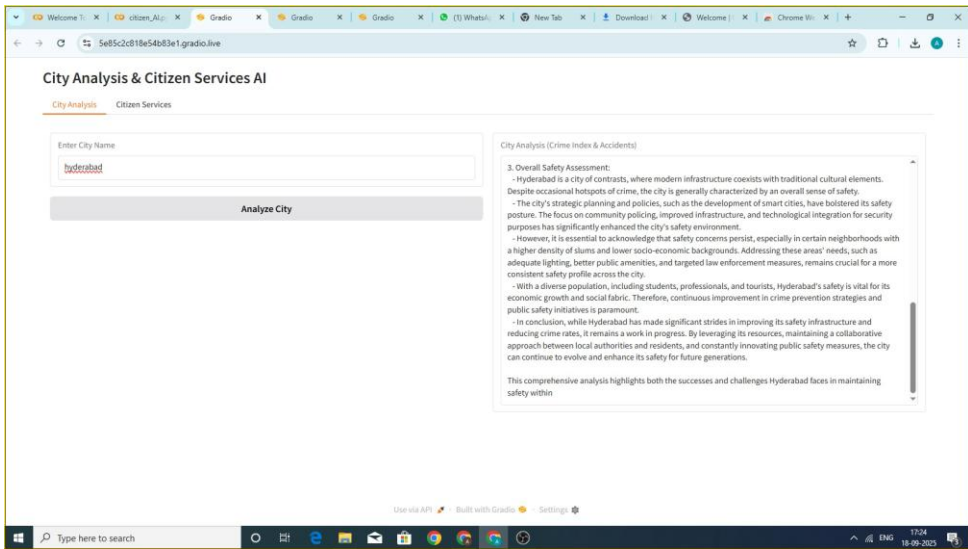 Welcome To
citizen_AI.p
Gradio
Gradio
Gradio
(1) WhatsA
New Tab
Download
Welcome |
Chrome We
5e85c2c818e54b83e1.gradio.live
City Analysis & Citizen Services AI
City Analysis Citizen Services
Enter City Name
hyderabad
Analyze City
City Analysis (Crime Index & Accidents)
3. Overall Safety Assessment:
- Hyderabad is a city of contrasts, where modern infrastructure coexists with traditional cultural elements.
Despite occasional hotspots of crime, the city is generally characterized by an overall sense of safety.
- The city's strategic planning and policies, such as the development of smart cities, have bolstered its safety
posture. The focus on community policing, improved infrastructure, and technological integration for security
purposes has significantly enhanced the city's safety environment.
- However, it is essential to acknowledge that safety concerns persist, especially in certain neighborhoods with
a higher density of slums and lower socio-economic backgrounds. Addressing these areas' needs, such as
adequate lighting, better public amenities, and targeted law enforcement measures, remains crucial for a more
consistent safety profile across the city.
- With a diverse population, including students, professionals, and tourists, Hyderabad's safety is vital for its
economic growth and social fabric. Therefore, continuous improvement in crime prevention strategies and
public safety initiatives is paramount.
- In conclusion, while Hyderabad has made significant strides in improving its safety infrastructure and
reducing crime rates, it remains a work in progress. By leveraging its resources, maintaining a collaborative
approach between local authorities and residents, and constantly innovating public safety measures, the city
can continue to evolve and enhance its safety for future generations.
This comprehensive analysis highlights both the successes and challenges Hyderabad faces in maintaining
safety within
Use via API · Built with Gradio · Settings
Type here to search
ENG
17:24
18-09-2025